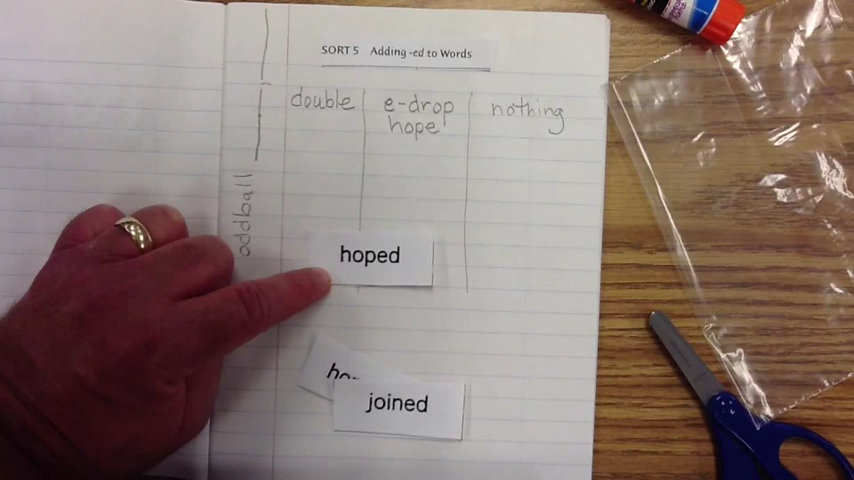 SORT 5 Adding -ed to Words
double e-drop nothing
hope
oddball
hoped
joined